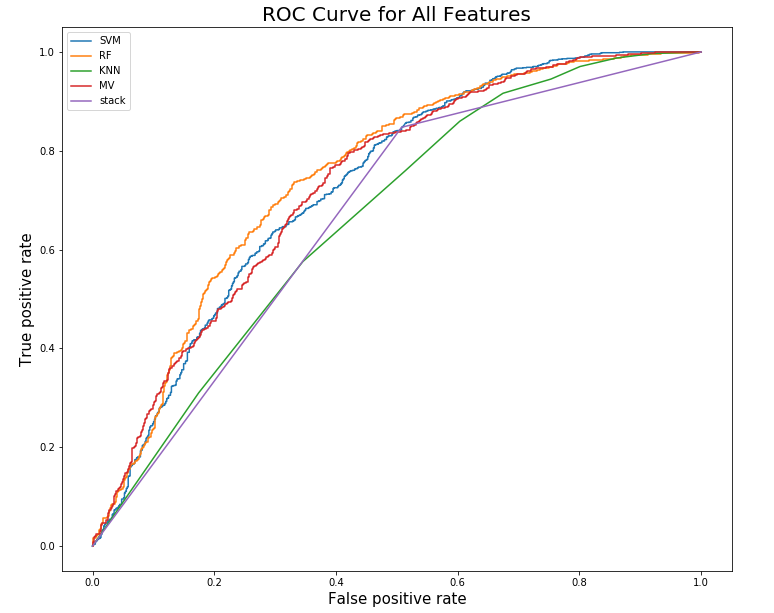 ROC Curve for All Features
SVM
RF
KNN
MV
stack
1.0
0.8
0.6
0.4
0.2
0.0
True positive rate
0.0 0.2 0.4 0.6 0.8 1.0
False positive rate